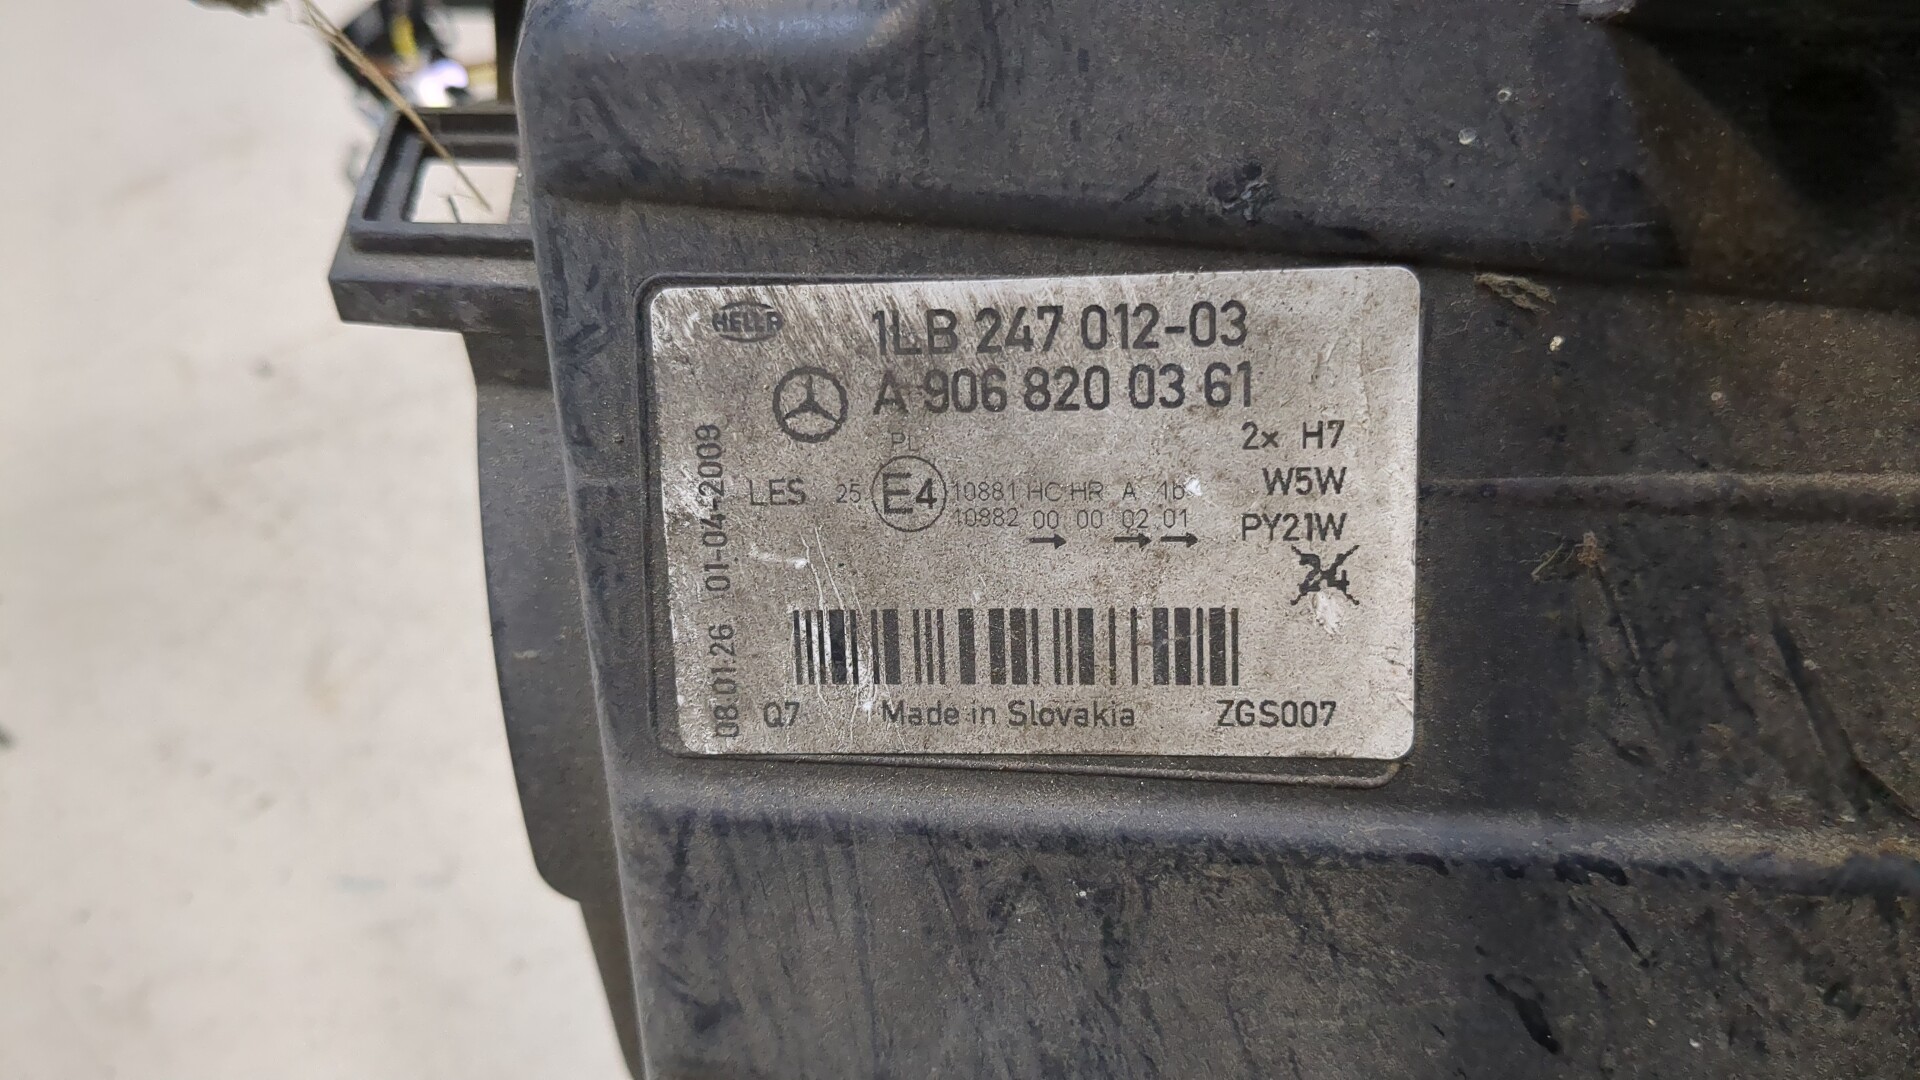 HELLA
1LB 247 012-03
A 906 820 03 61
2x H7
PL
LES 25 E4 10881 HC HR A 1b W5W
10882 00 00 02 01 PY21W
→ → →
24
Q7 Made in Slovakia ZGS007
08.01.26 01-04-2009